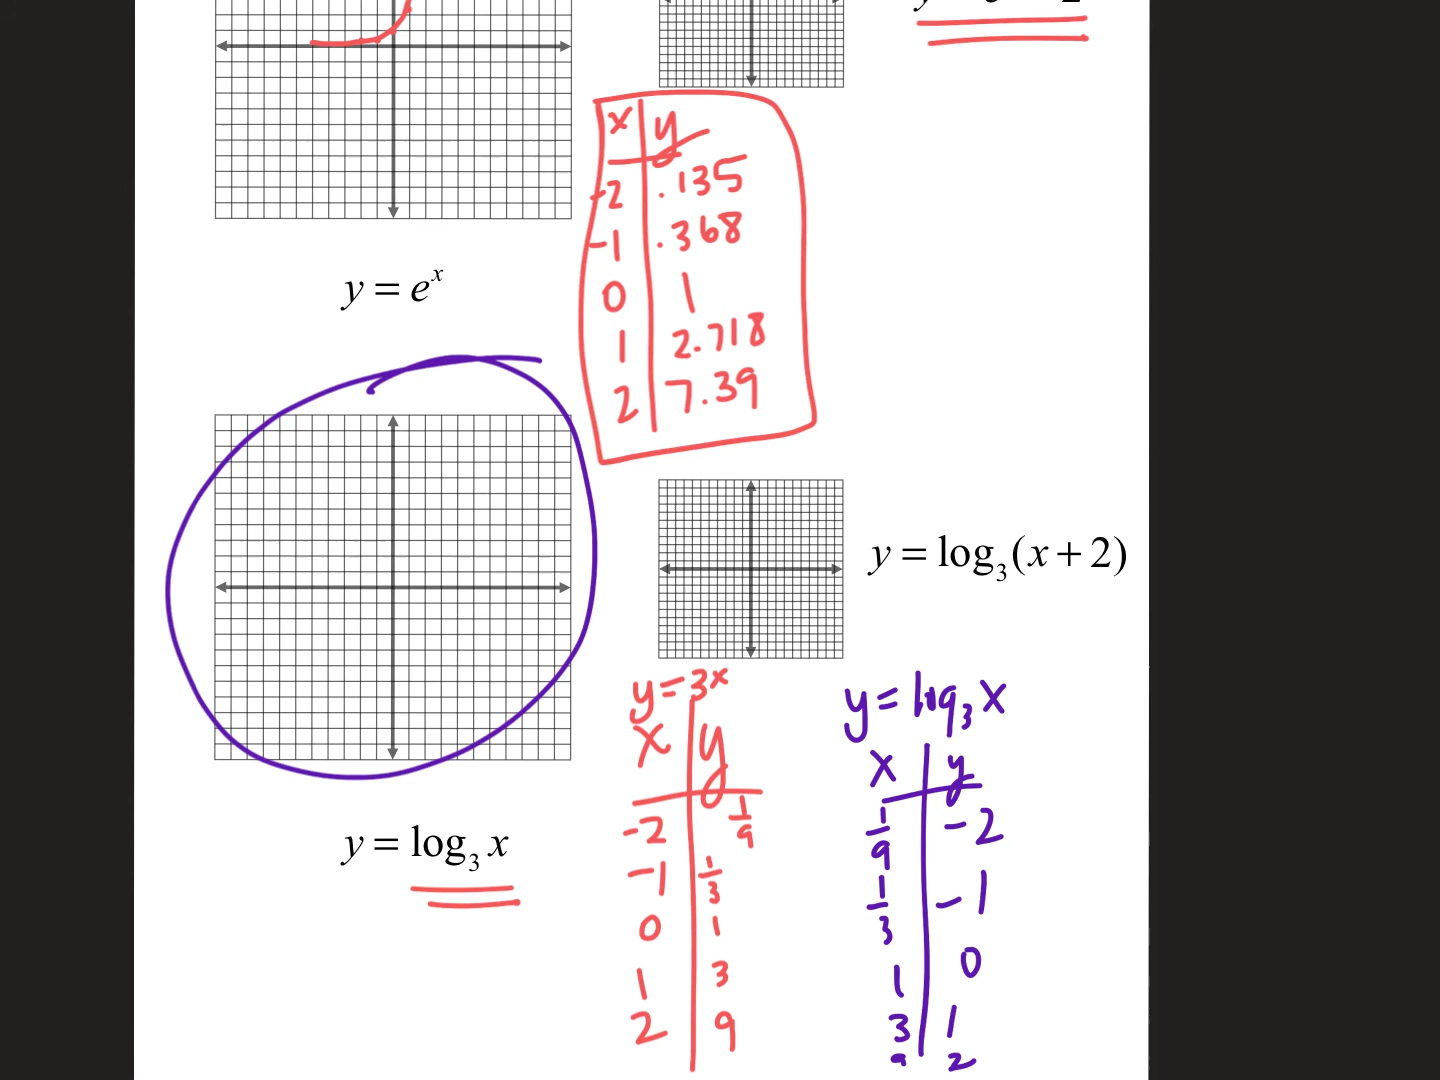 x y
-2 .135
-1 .368
0 1
1 2.718
2 7.39
y = e^x
y = log₃(x + 2)
y = log₃ x
y=3^x
x y
-2 1/9
-1 1/3
0 1
1 3
2 9
y = log₃ x
x y
1/9 -2
1/3 -1
1 0
3 1
9 2